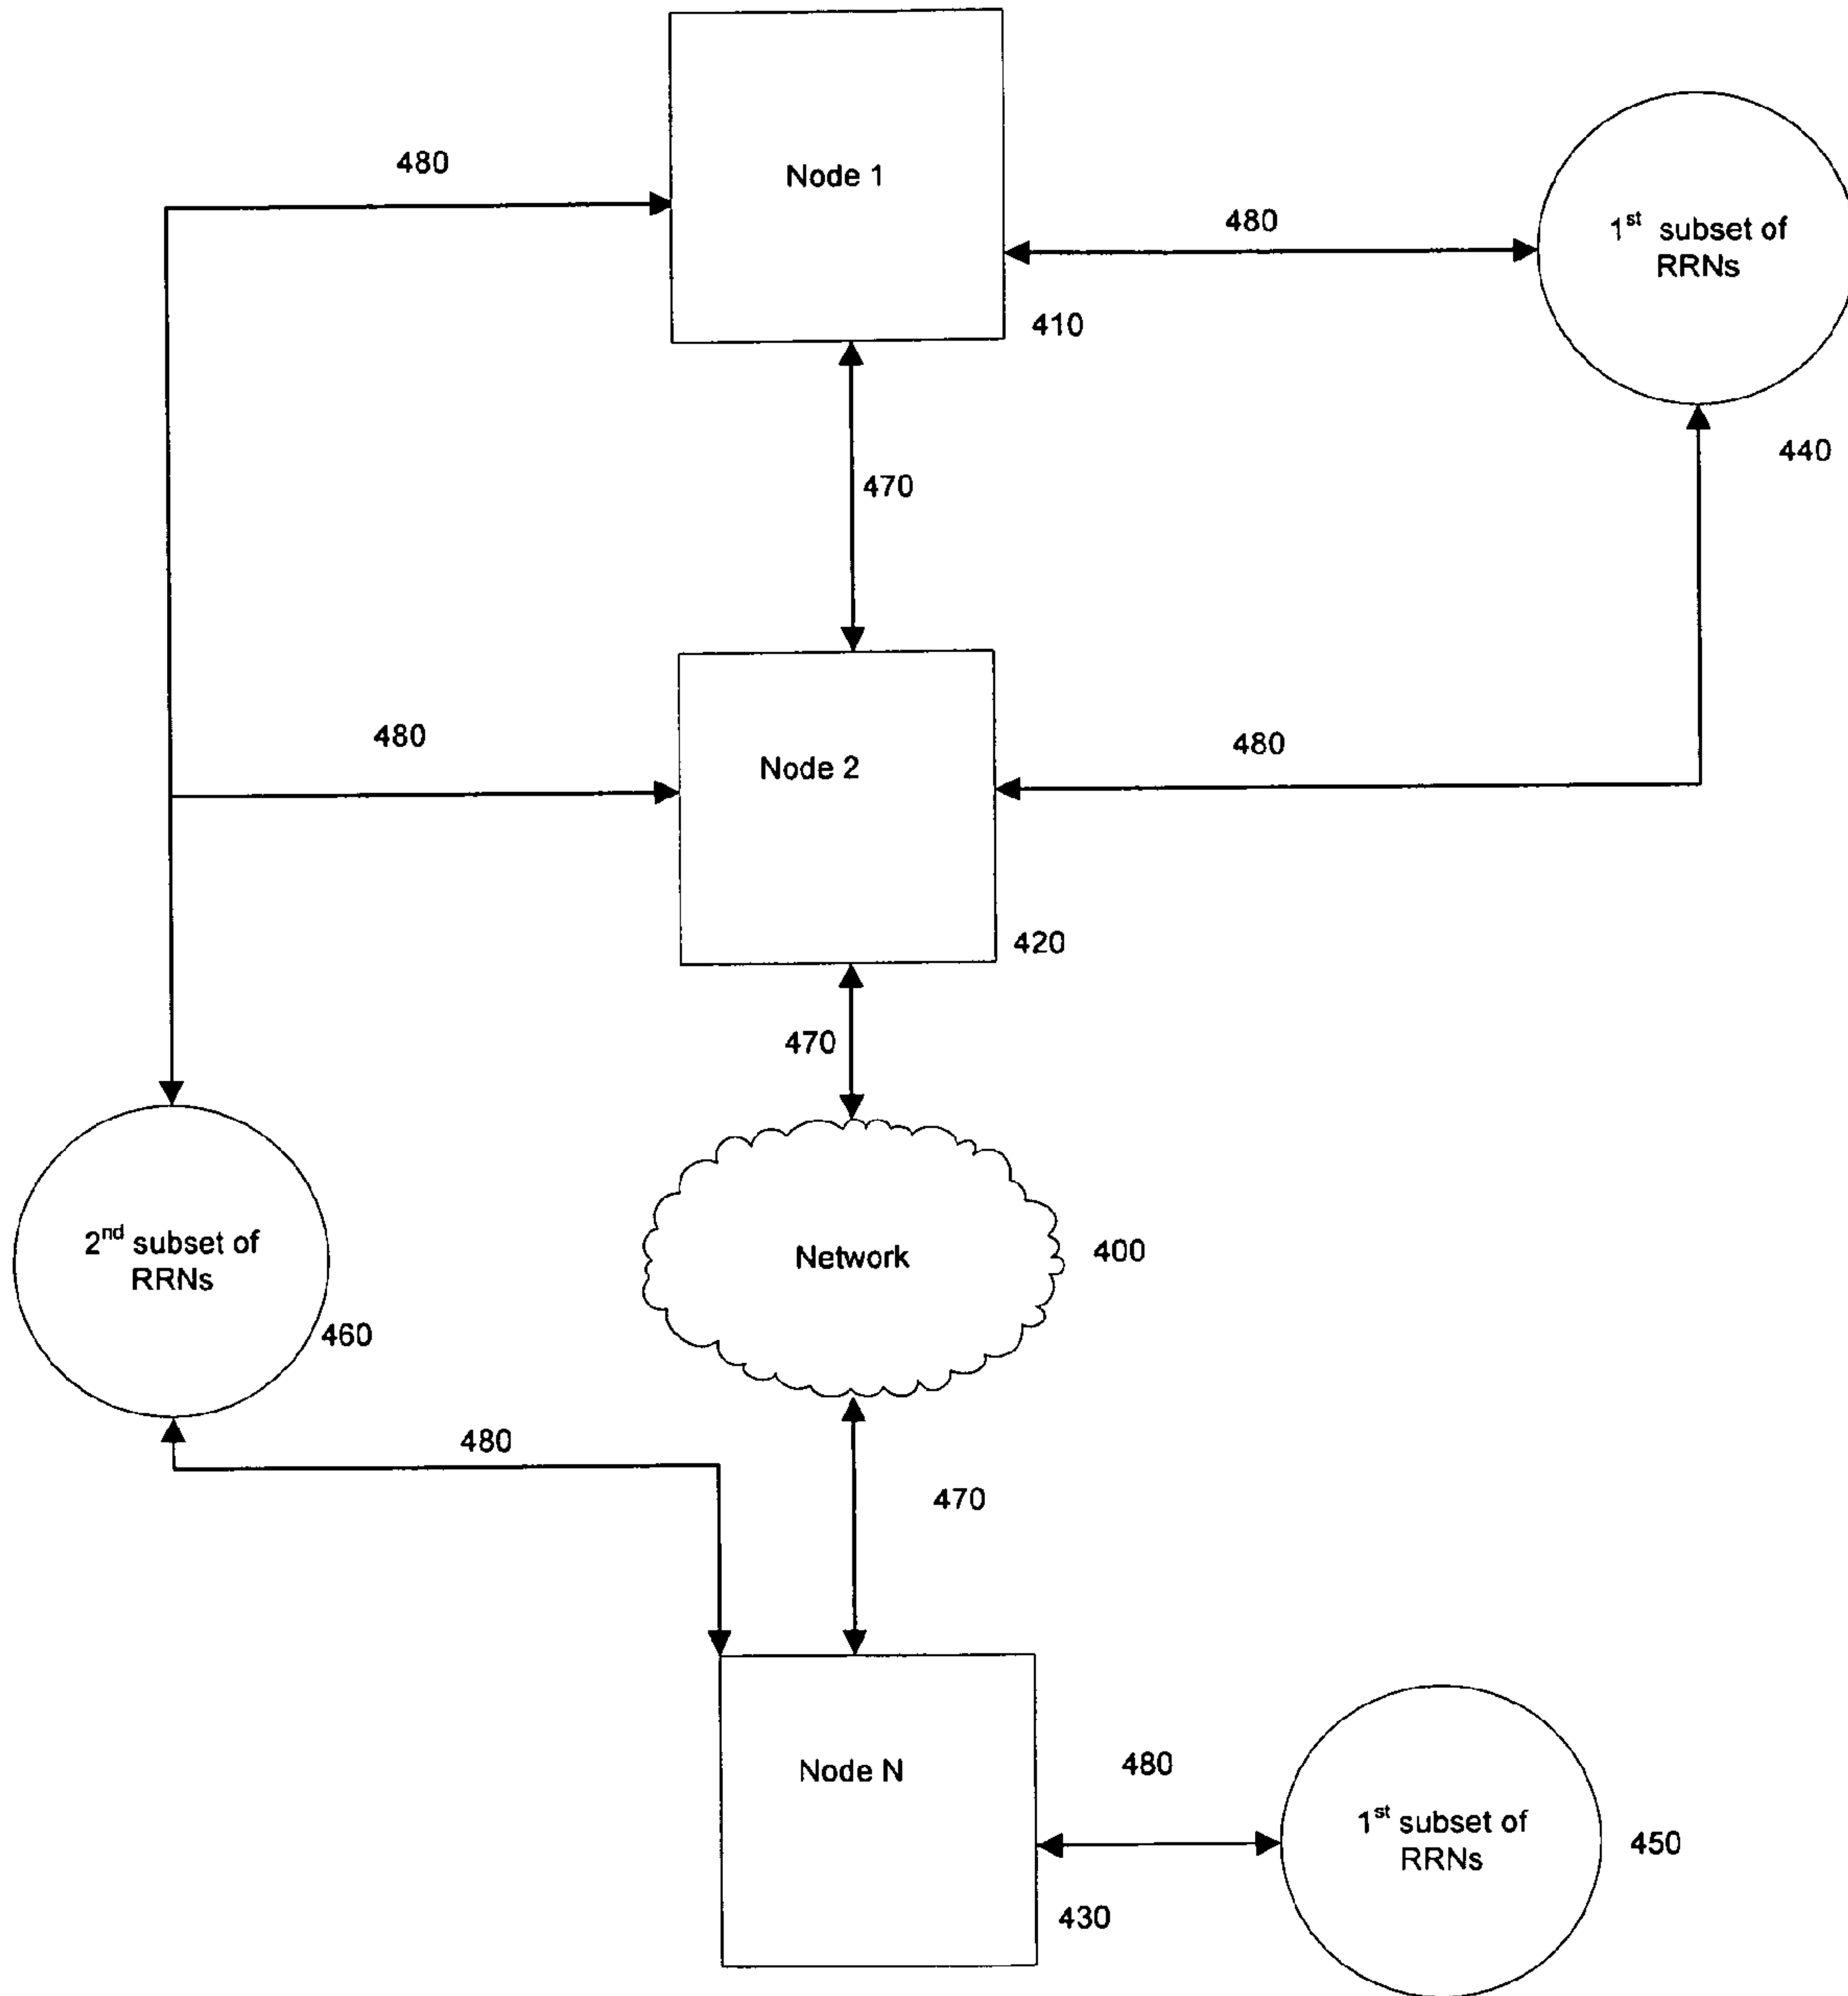 480
Node 1
480
1st subset of
RRNs
410
440
470
480
Node 2
480
420
470
2nd subset of
RRNs
460
Network
400
480
470
Node N
480
1st subset of
RRNs
450
430